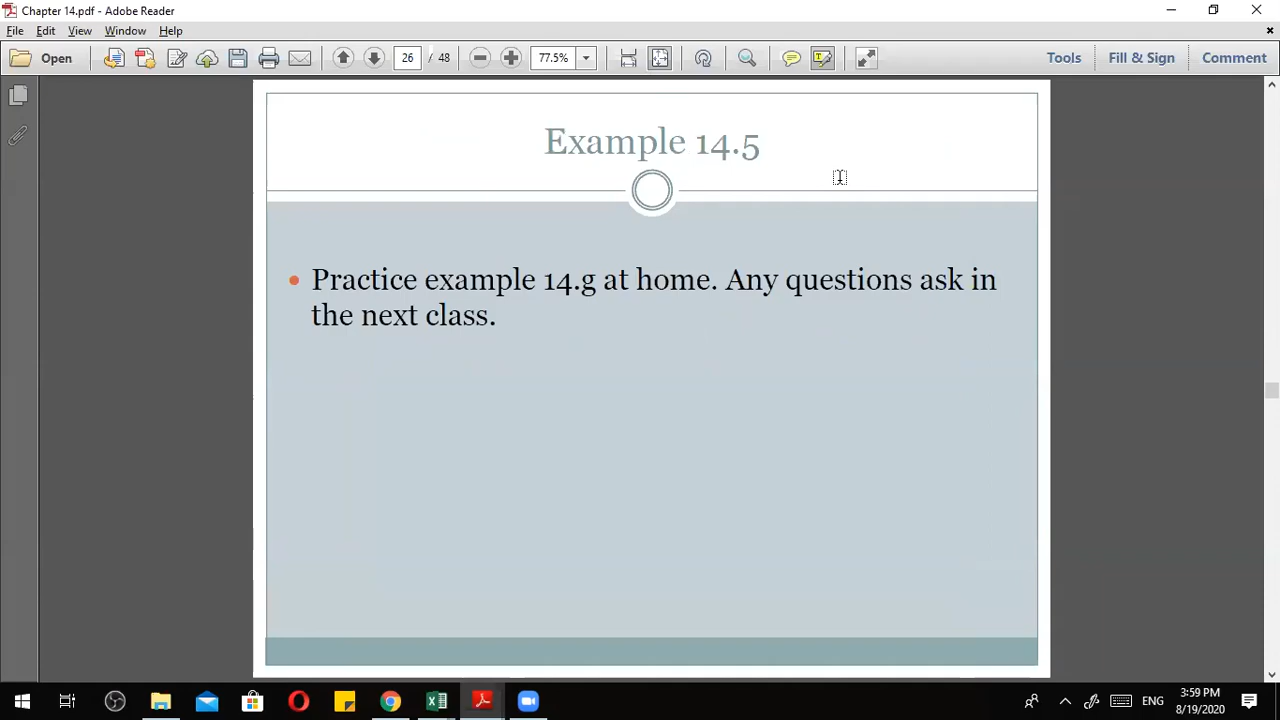 Chapter 14.pdf - Adobe Reader
File Edit View Window Help
Open 26 / 48 77.5% Tools Fill & Sign Comment
Example 14.5
Practice example 14.g at home. Any questions ask in
the next class.
ENG
3:59 PM
8/19/2020